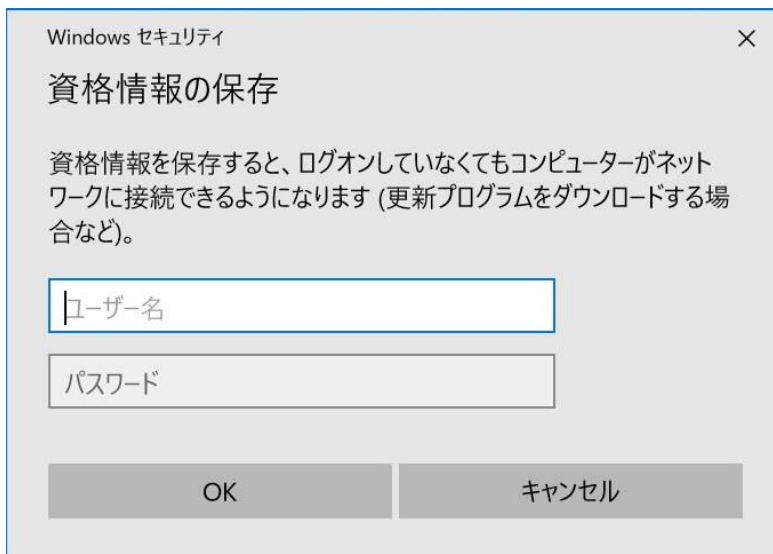 Windows セキュリティ
資格情報の保存
資格情報を保存すると、ログオンしていなくてもコンピューターがネット
ワークに接続できるようになります (更新プログラムをダウンロードする場
合など)。
ユーザー名
パスワード
OK
キャンセル